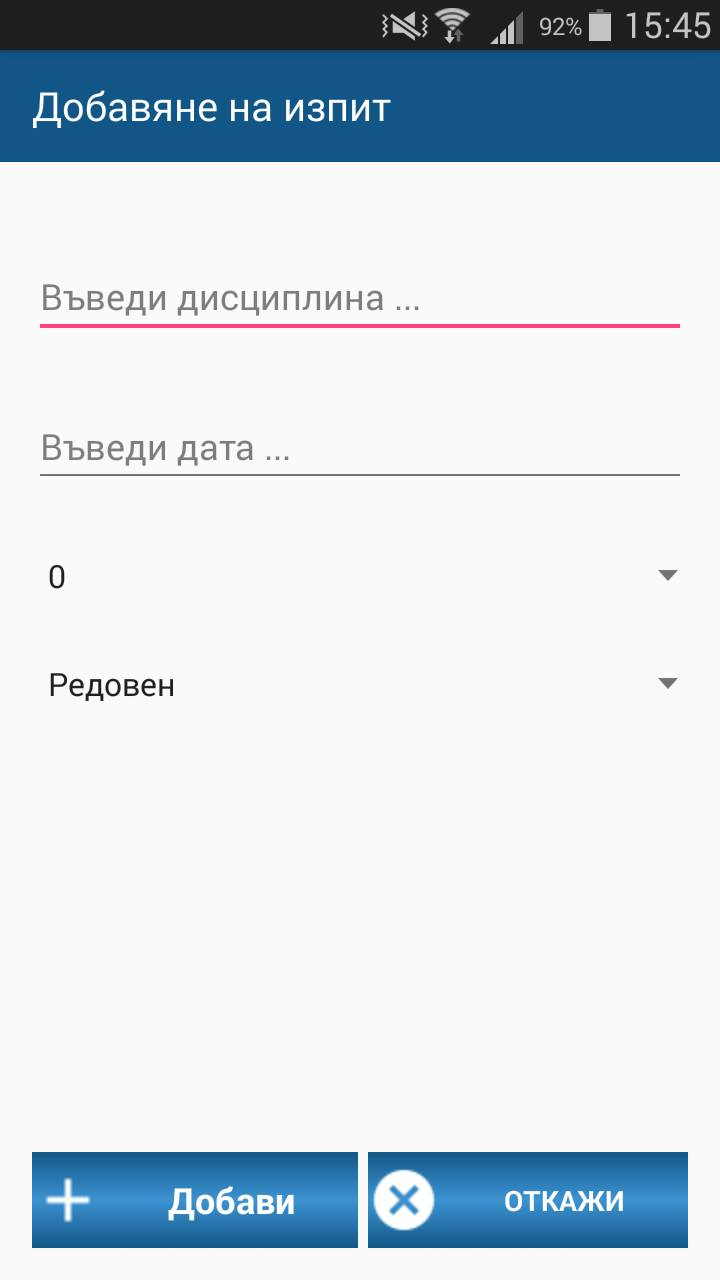 92% 15:45
Добавяне на изпит
Въведи дисциплина ...
Въведи дата ...
0
Редовен
Добави
ОТКАЖИ